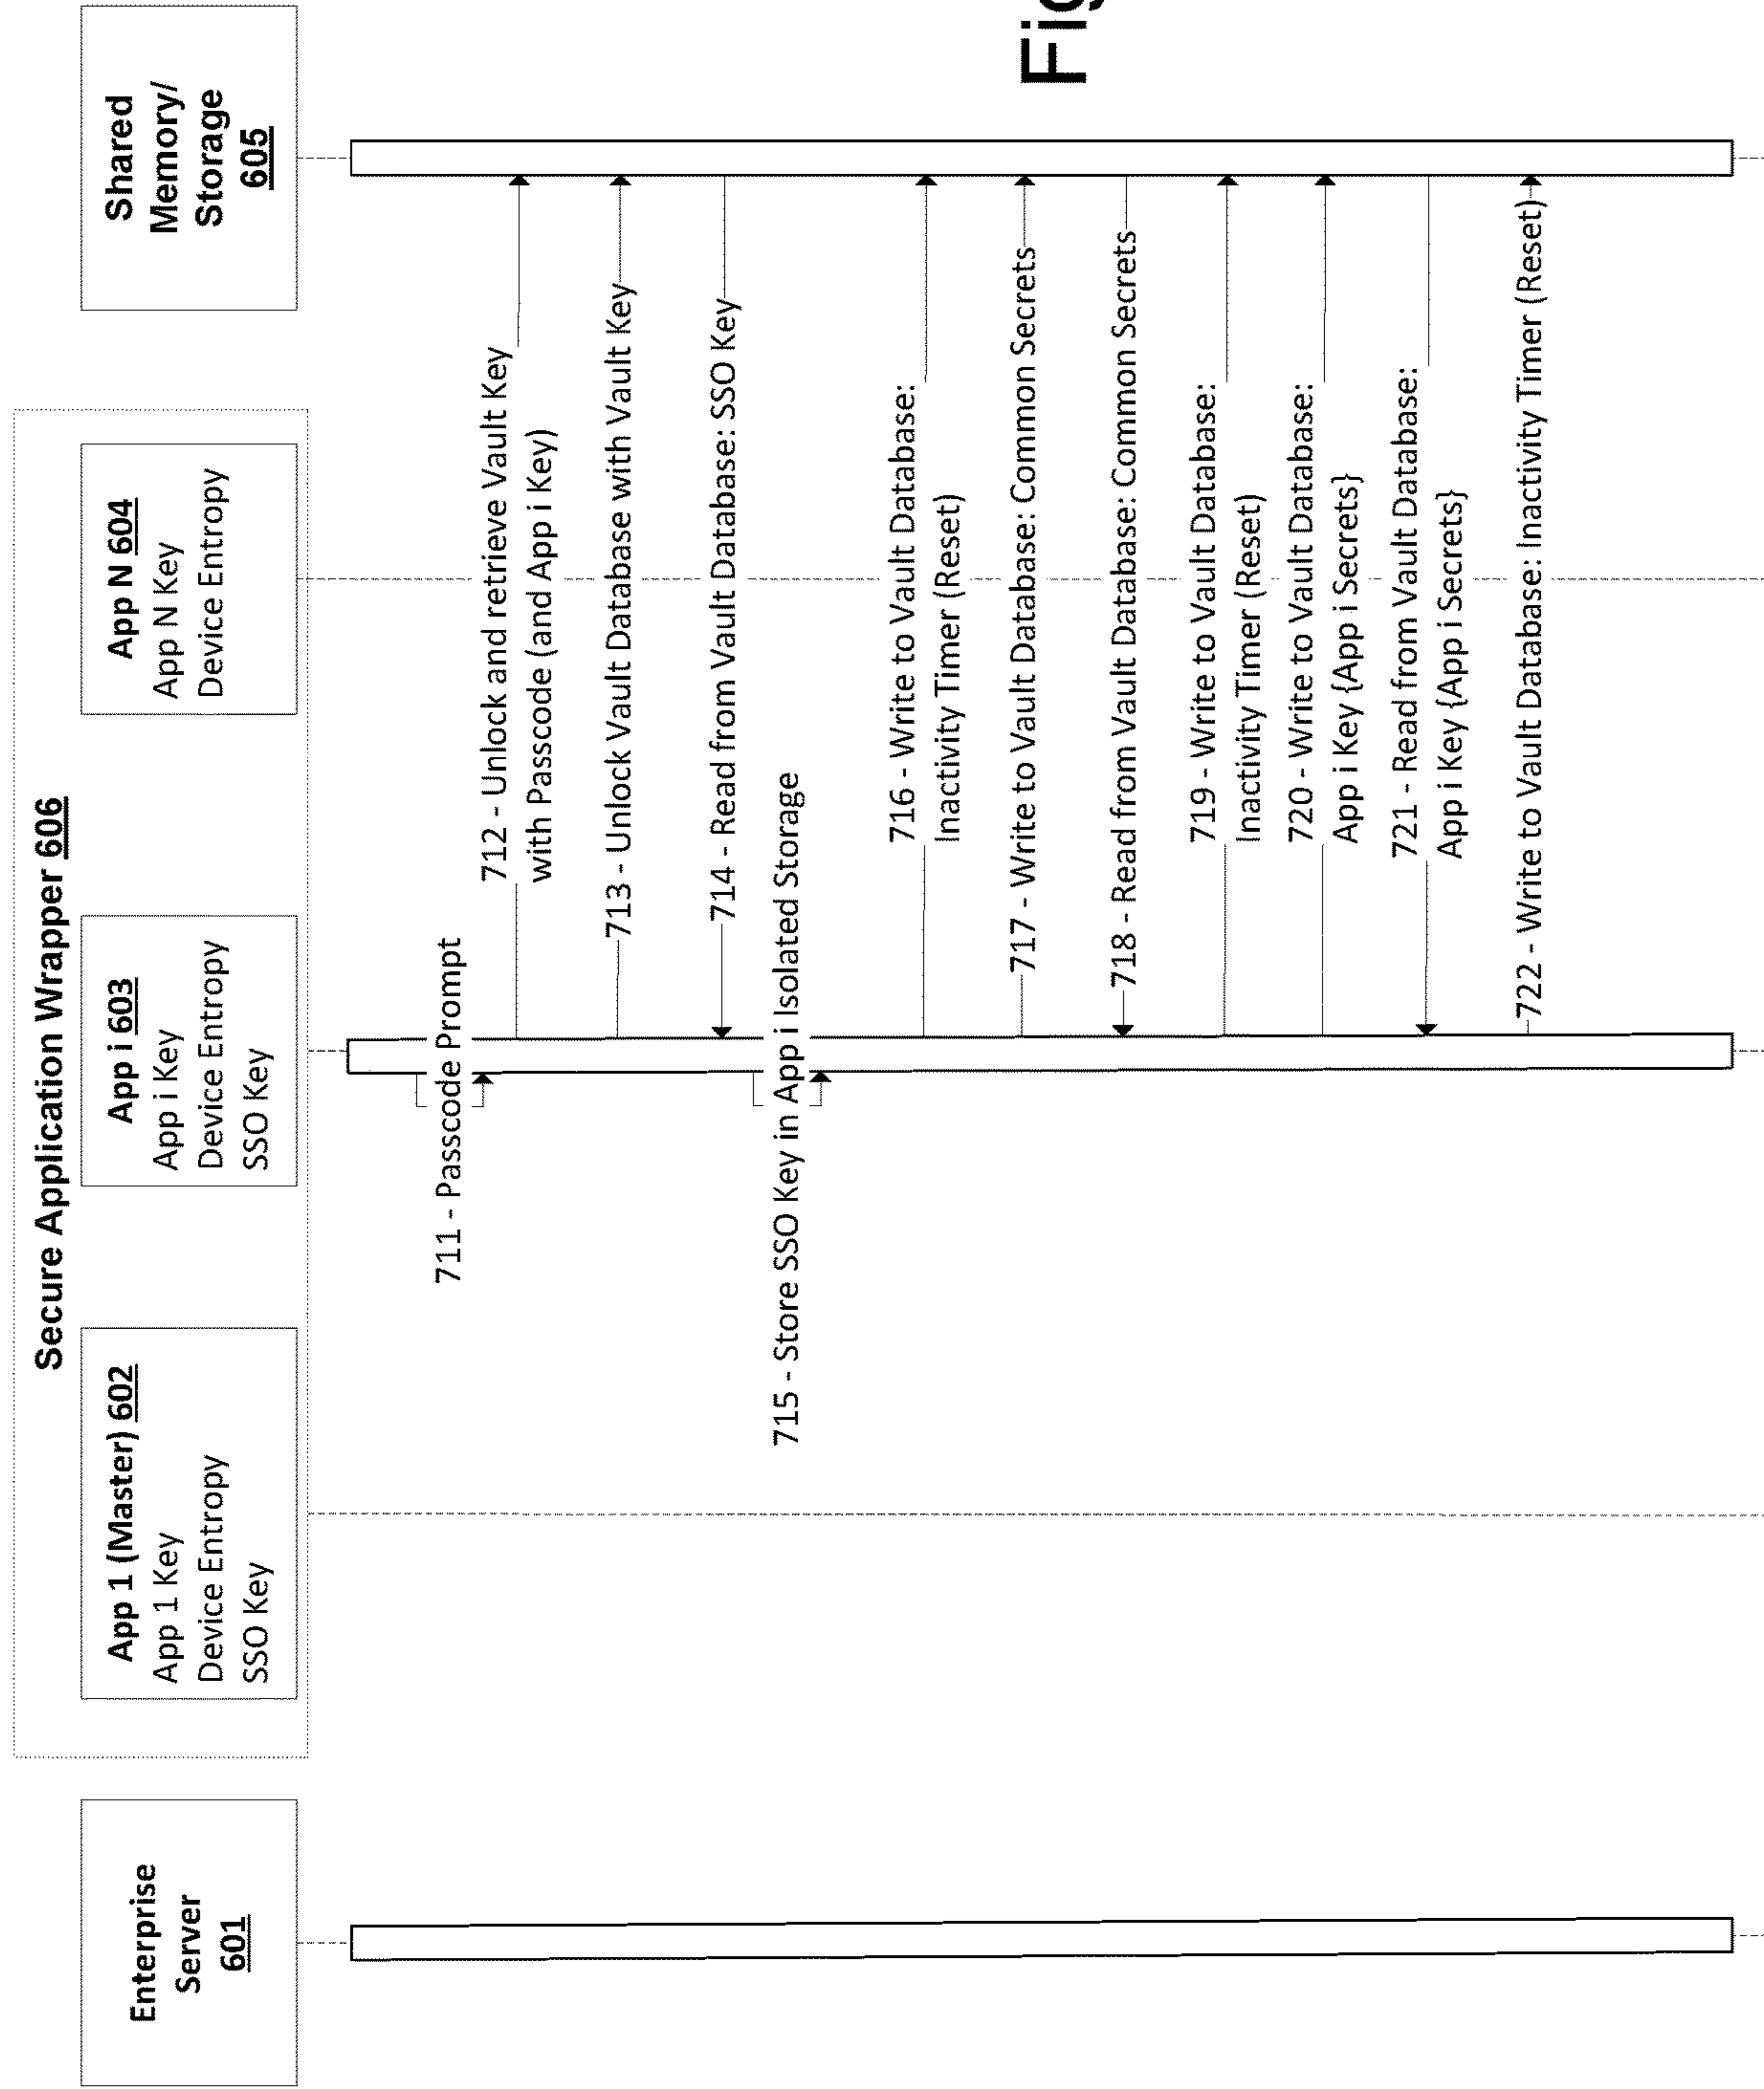 Secure Application Wrapper 606
Enterprise
Server
601
App 1 (Master) 602
App 1 Key
Device Entropy
SSO Key
App i 603
App i Key
Device Entropy
SSO Key
App N 604
App N Key
Device Entropy
Shared
Memory/
Storage
605
711 - Passcode Prompt
712 - Unlock and retrieve Vault Key
with Passcode (and App i Key)
713 - Unlock Vault Database with Vault Key
714 - Read from Vault Database: SSO Key
715 - Store SSO Key in App i Isolated Storage
716 - Write to Vault Database:
Inactivity Timer (Reset)
717 - Write to Vault Database: Common Secrets
718 - Read from Vault Database: Common Secrets
719 - Write to Vault Database:
Inactivity Timer (Reset)
720 - Write to Vault Database:
App i Key {App i Secrets}
721 - Read from Vault Database:
App i Key {App i Secrets}
722 - Write to Vault Database: Inactivity Timer (Reset)
Fig